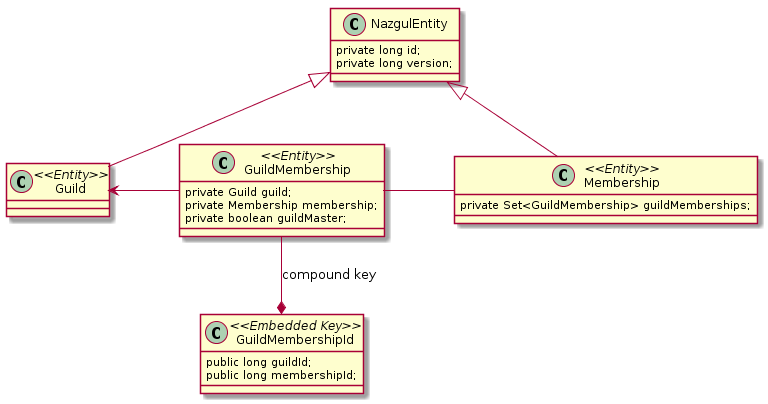 C NazgulEntity
private long id;
private long version;
C <<Entity>>
Guild
C <<Entity>>
GuildMembership
private Guild guild;
private Membership membership;
private boolean guildMaster;
C <<Entity>>
Membership
private Set<GuildMembership> guildMemberships;
compound key
C <<Embedded Key>>
GuildMembershipId
public long guildId;
public long membershipId;